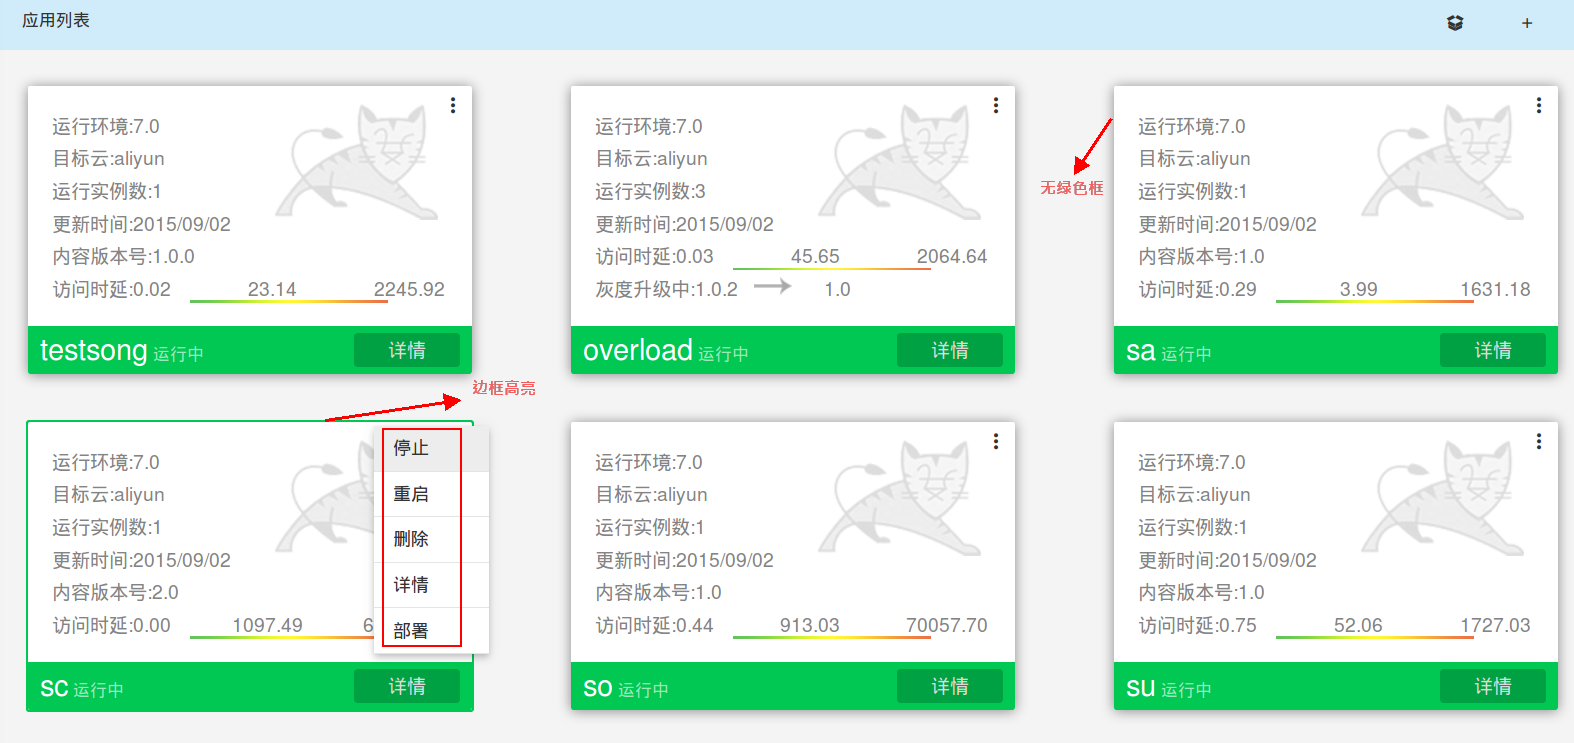 应用列表
运行环境:7.0
目标云:aliyun
运行实例数:1
更新时间:2015/09/02
内容版本号:1.0.0
访问时延:0.02 23.14 2245.92
testsong 运行中 详情
运行环境:7.0
目标云:aliyun
运行实例数:3
更新时间:2015/09/02
访问时延:0.03 45.65 2064.64
灰度升级中:1.0.2 1.0
overload 运行中 详情
无绿色框
运行环境:7.0
目标云:aliyun
运行实例数:1
更新时间:2015/09/02
内容版本号:1.0
访问时延:0.29 3.99 1631.18
sa 运行中 详情
边框高亮
运行环境:7.0
目标云:aliyun
运行实例数:1
更新时间:2015/09/02
内容版本号:2.0
访问时延:0.00 1097.49 6
停止
重启
删除
详情
部署
sc 运行中 详情
运行环境:7.0
目标云:aliyun
运行实例数:1
更新时间:2015/09/02
内容版本号:1.0
访问时延:0.44 913.03 70057.70
so 运行中 详情
运行环境:7.0
目标云:aliyun
运行实例数:1
更新时间:2015/09/02
内容版本号:1.0
访问时延:0.75 52.06 1727.03
su 运行中 详情